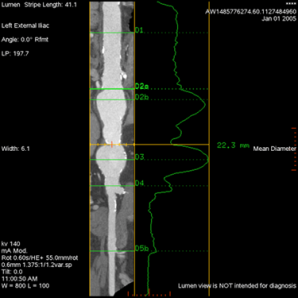 Lumen Stripe Length: 41.1
****
AW1485776274.60.1127484960
Jan 01 2005
Left External Iliac
Angle: 0.0° Rfmt
LP: 197.7
01
02a
02b
22.3 mm
Width: 6.1
Mean Diameter
03
04
05b
kv 140
mA Mod.
Rot 0.60s/HE+ 55.0mm/rot
0.6mm 1.375:1/1.2var.sp
Tilt: 0.0
11:00:50 AM
W = 800 L = 100
Lumen view is NOT intended for diagnosis